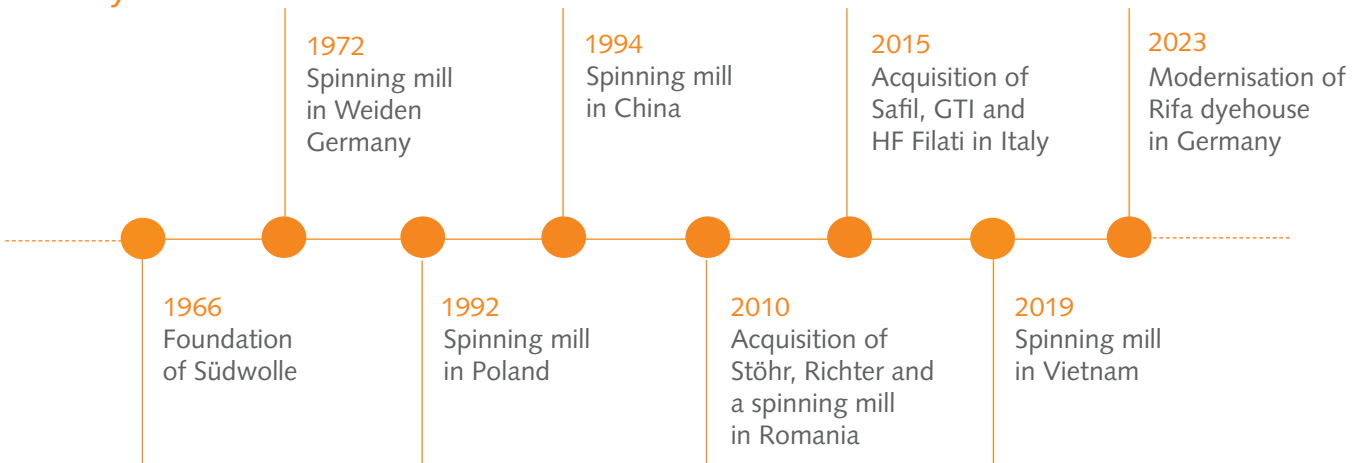 1972
Spinning mill
in Weiden
Germany
1994
Spinning mill
in China
2015
Acquisition of
Safil, GTI and
HF Filati in Italy
2023
Modernisation of
Rifa dyehouse
in Germany
1966
Foundation
of Südwolle
1992
Spinning mill
in Poland
2010
Acquisition of
Stöhr, Richter and
a spinning mill
in Romania
2019
Spinning mill
in Vietnam